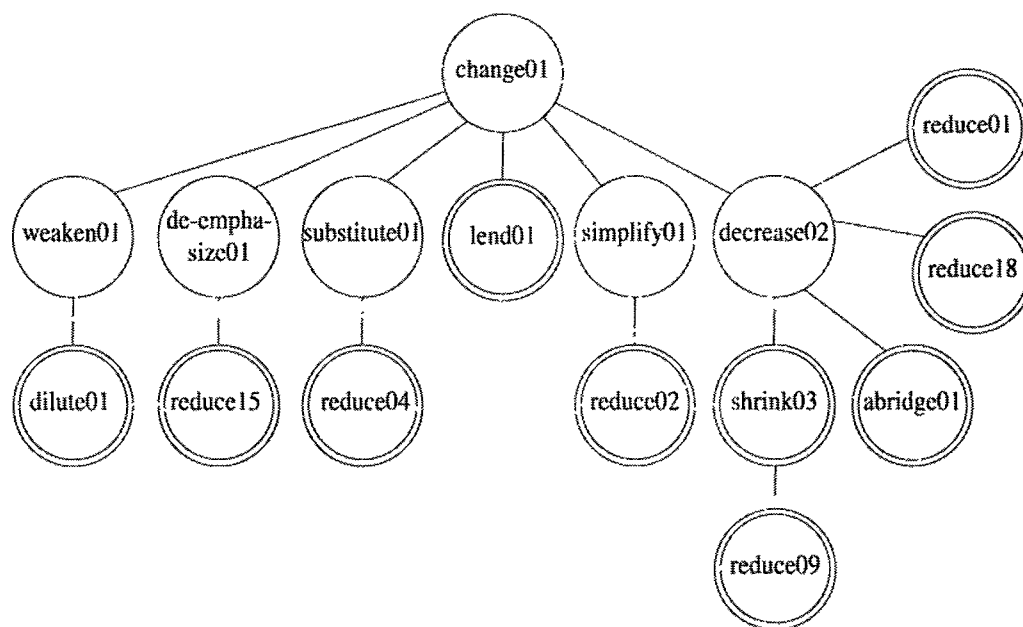 change01
reduce01
weaken01
de-empha-
size01
substitute01
lend01
simplify01
decrease02
reduce18
dilute01
reduce15
reduce04
reduce02
shrink03
abridge01
reduce09